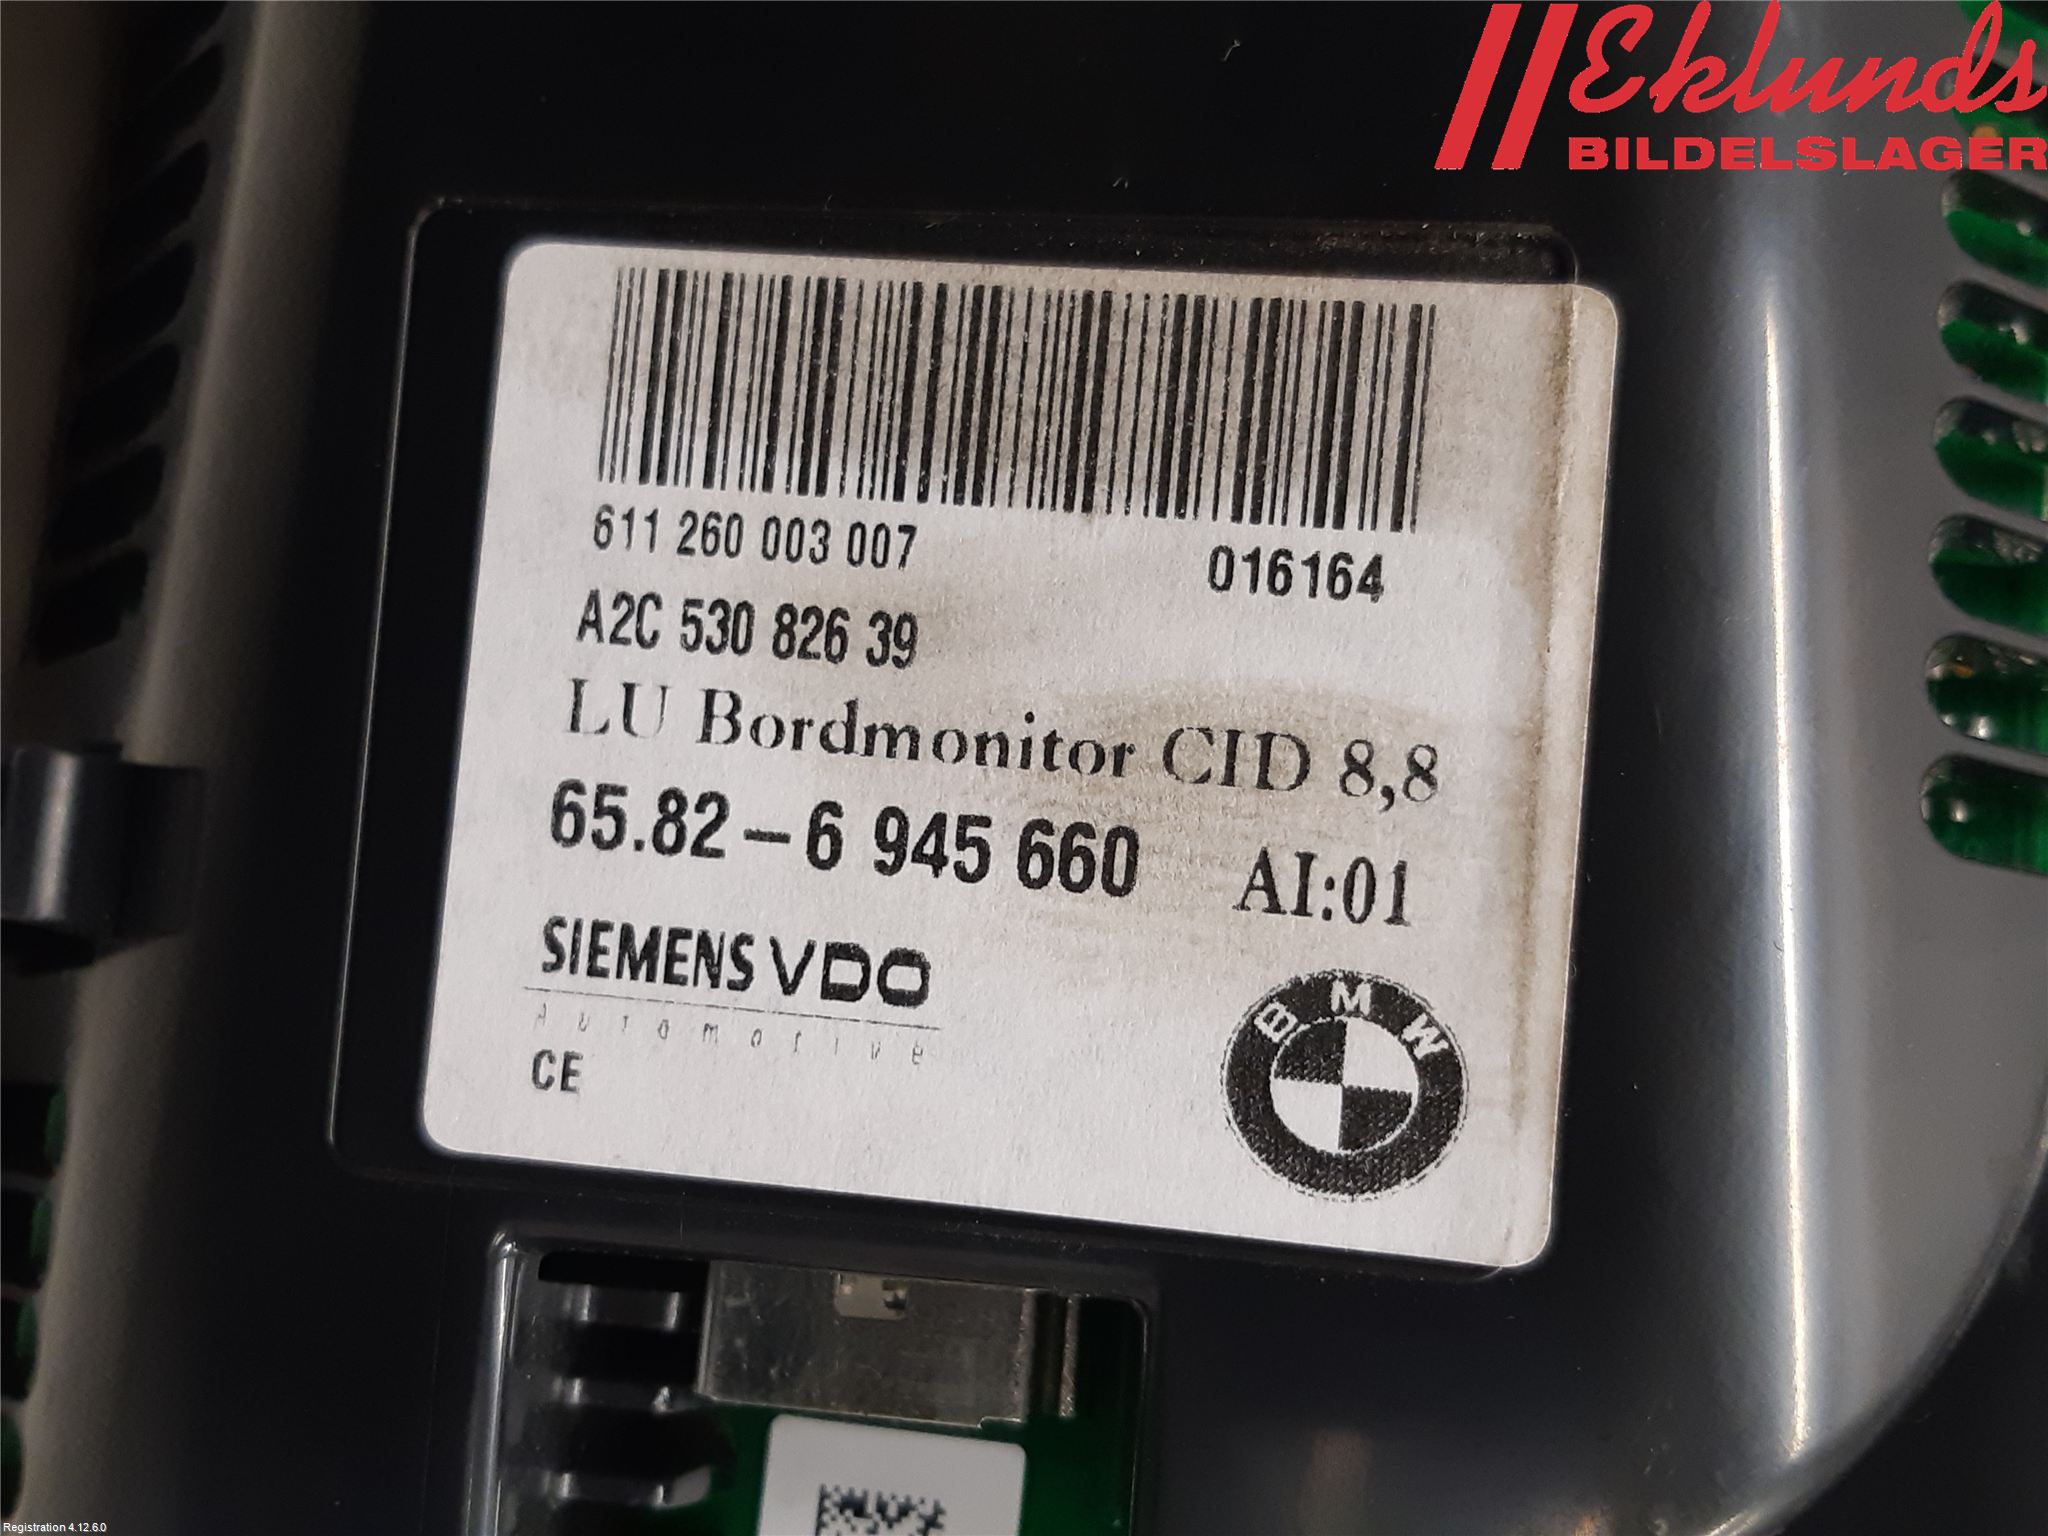 Eklunds
BILDELSLAGER
611 260 003 007 016164
A2C 530 826 39
LU Bordmonitor CID 8,8
65.82-6 945 660 AI:01
SIEMENS VDO
Automotive
CE
BMW
Registration 4.12.6.0